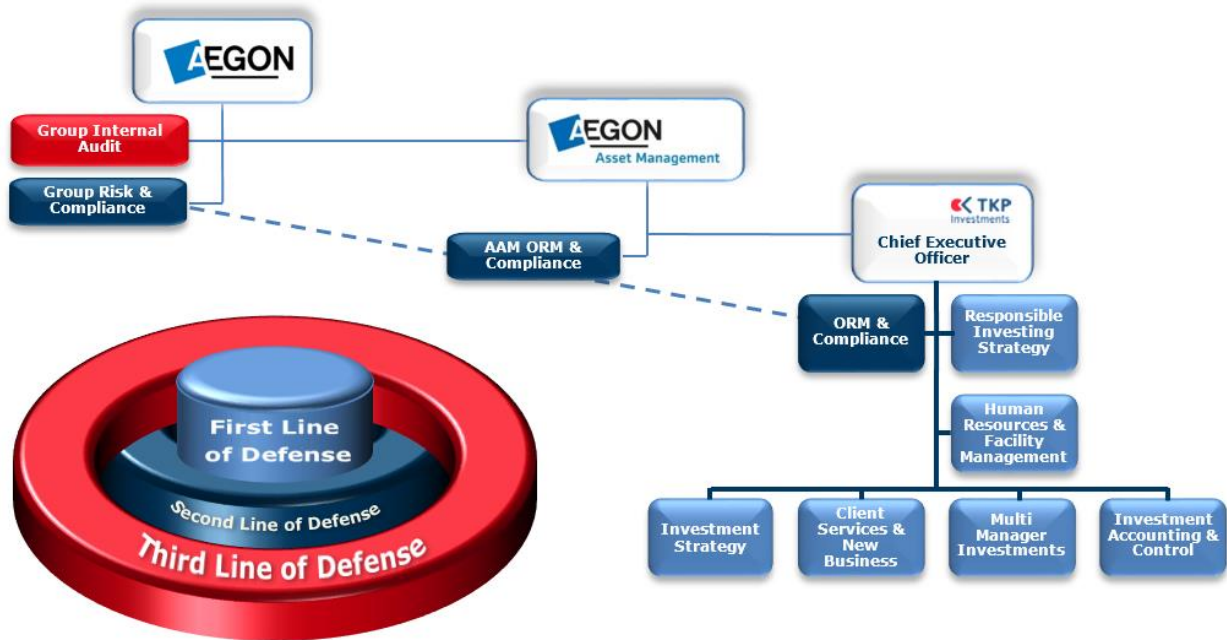 AEGON
Group Internal
Audit
Group Risk &
Compliance
AEGON
Asset Management
AAM ORM &
Compliance
TKP
Investments
Chief Executive
Officer
ORM &
Compliance
Responsible
Investing
Strategy
Human
Resources &
Facility
Management
Investment
Strategy
Client
Services &
New
Business
Multi
Manager
Investments
Investment
Accounting &
Control
First Line
of Defense
Second Line of Defense
Third Line of Defense